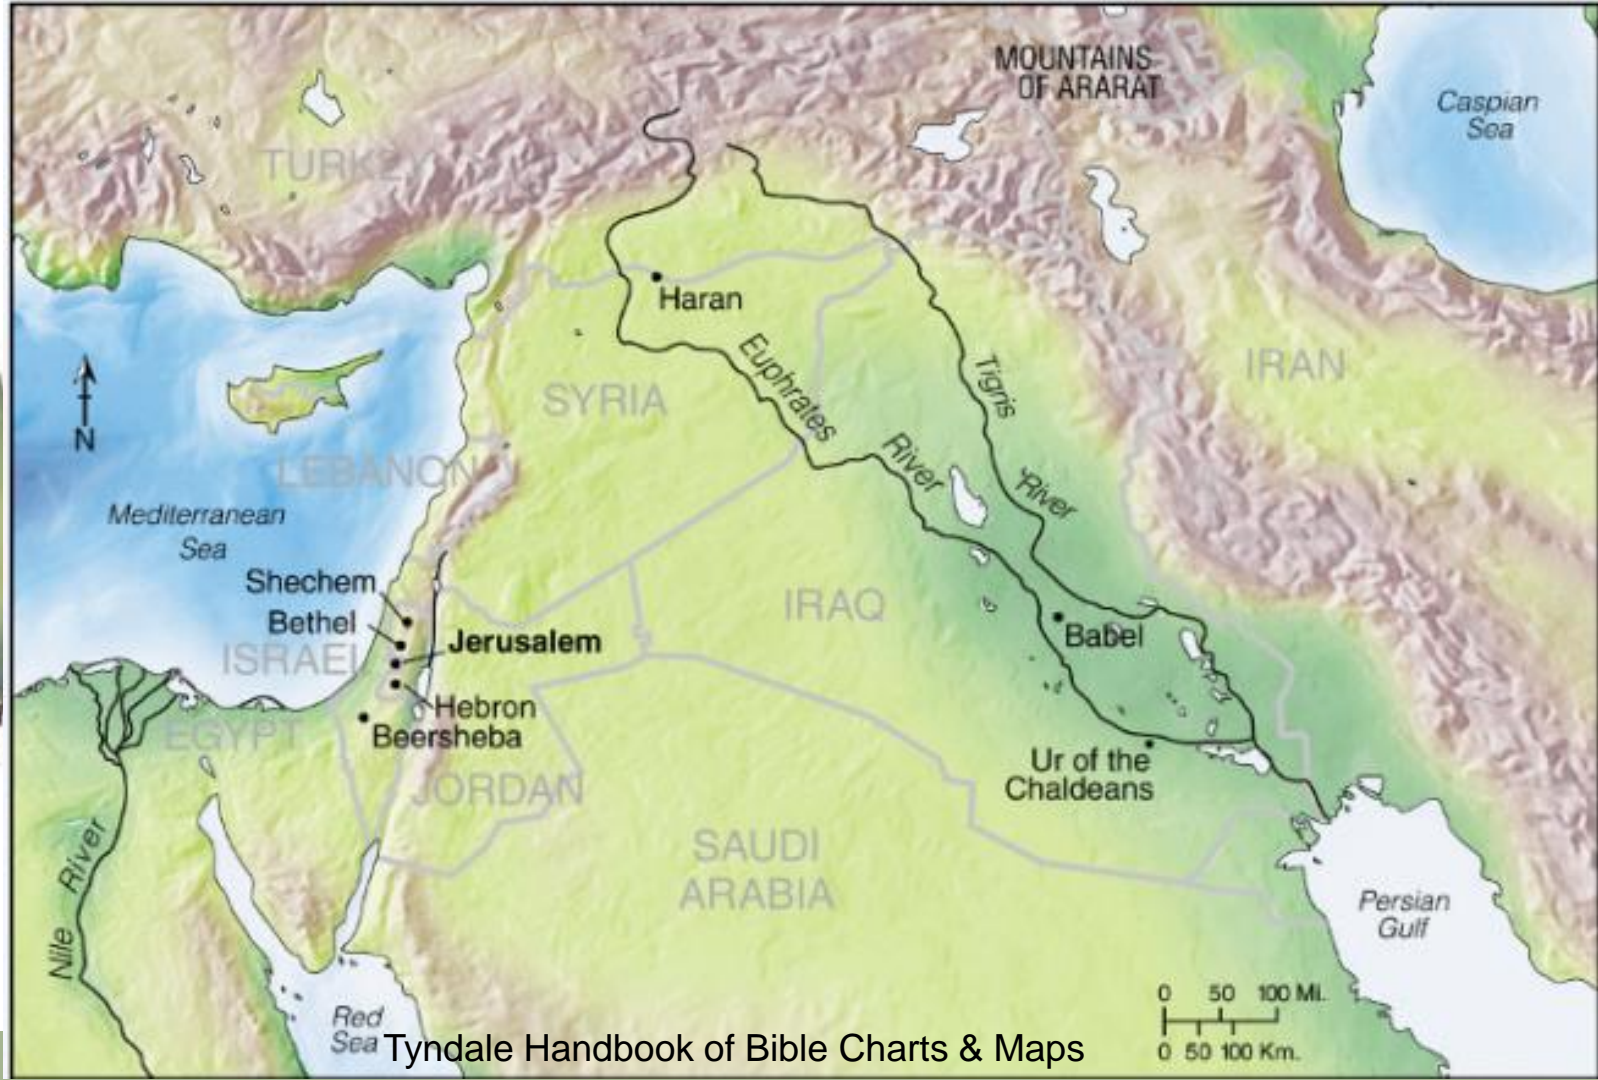 MOUNTAINS
OF ARARAT
Caspian
Sea
TURKEY
Haran
Euphrates
River
Tigris
River
IRAN
SYRIA
N
LEBANON
Mediterranean
Sea
Shechem
Bethel
ISRAEL
Jerusalem
IRAQ
Babel
Hebron
Beersheba
EGYPT
JORDAN
Ur of the
Chaldeans
SAUDI
ARABIA
Nile River
Persian
Gulf
Red
Sea
0 50 100 Mi.
0 50 100 Km.
Tyndale Handbook of Bible Charts & Maps